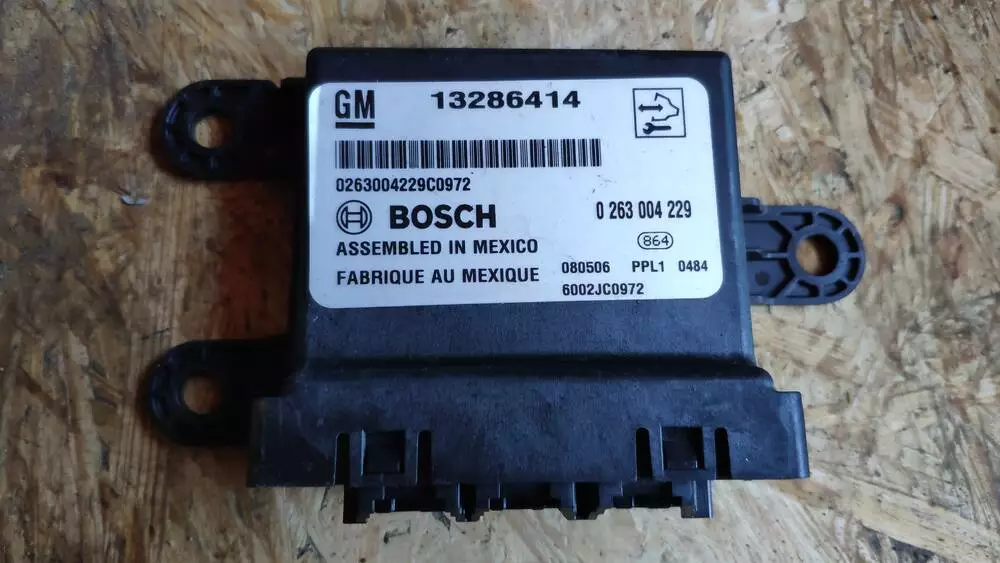 GM 13286414
0263004229C0972
BOSCH 0 263 004 229
ASSEMBLED IN MEXICO 864
FABRIQUE AU MEXIQUE 080506 PPL1 0484
6002JC0972